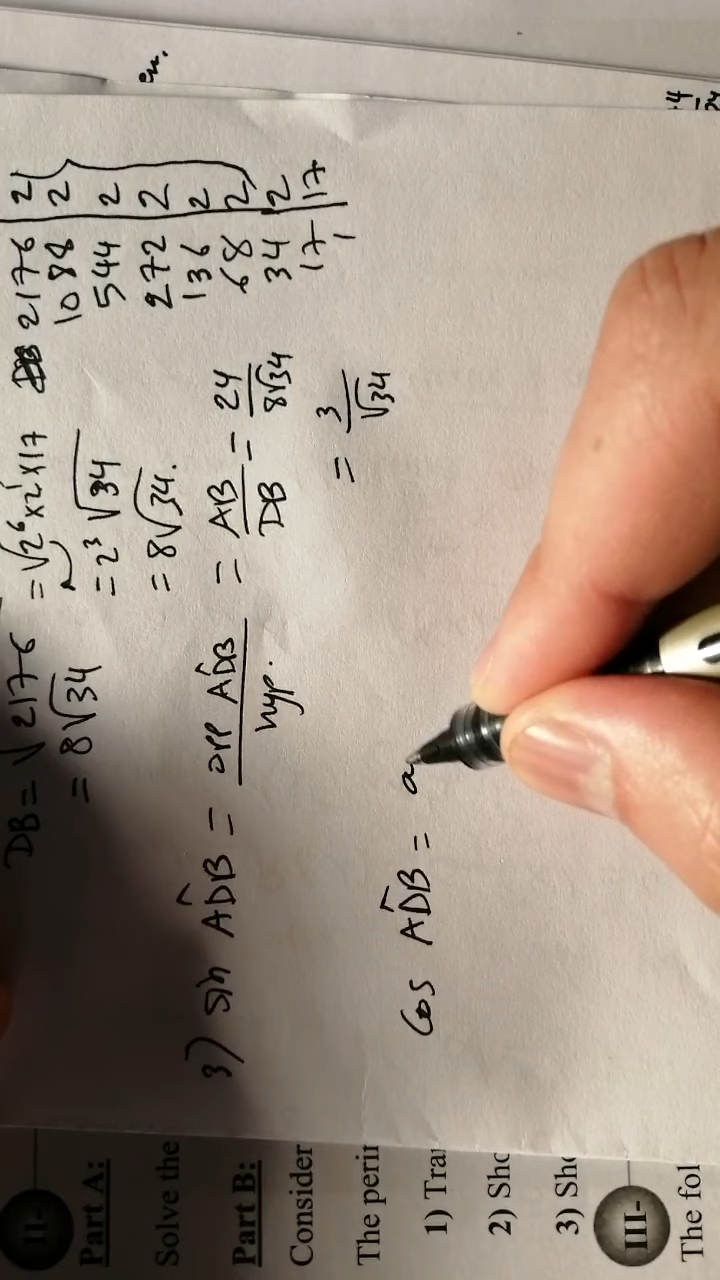 en.
DB = √2176 = √2⁶×2¹×17
= 8√34 = 2³√34
= 8√34.
2176 | 2
1088 | 2
544 | 2
272 | 2
136 | 2
68 | 2
34 | 2
17 | 17
1
3) sin AD̂B = opp AD̂B / hyp. = AB / DB = 24 / 8√34
= 3 / √34
Cos AD̂B = a
II-
Part A:
Solve the
Part B:
Consider
The peri
1) Tra
2) Sho
3) Sho
III-
The fol